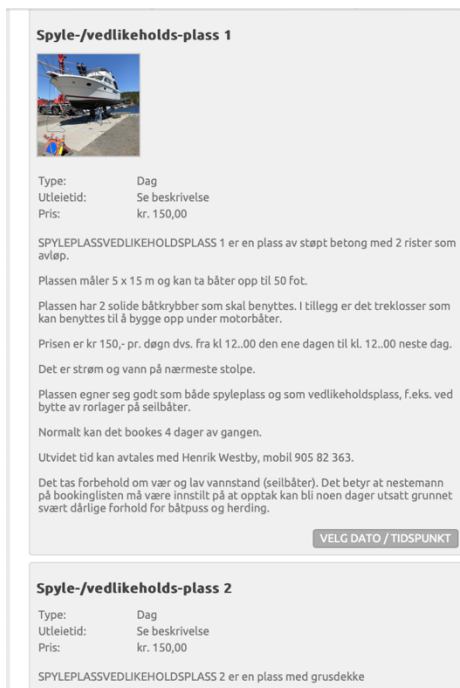 Spyle-/vedlikeholds-plass 1
Type: Dag
Utleietid: Se beskrivelse
Pris: kr. 150,00
SPYLEPLASSVEDLIKEHOLDSPLASS 1 er en plass av støpt betong med 2 rister som
avløp.
Plassen måler 5 x 15 m og kan ta båter opp til 50 fot.
Plassen har 2 solide båtkrybber som skal benyttes. I tillegg er det treklosser som
kan benyttes til å bygge opp under motorbåter.
Prisen er kr 150,- pr. døgn dvs. fra kl 12..00 den ene dagen til kl. 12..00 neste dag.
Det er strøm og vann på nærmeste stolpe.
Plassen egner seg godt som både spyleplass og som vedlikeholdsplass, f.eks. ved
bytte av rorlager på seilbåter.
Normalt kan det bookes 4 dager av gangen.
Utvidet tid kan avtales med Henrik Westby, mobil 905 82 363.
Det tas forbehold om vær og lav vannstand (seilbåter). Det betyr at nestemann
på bookinglisten må være innstilt på at opptak kan bli noen dager utsatt grunnet
svært dårlige forhold for båtpuss og herding.
VELG DATO / TIDSPUNKT
Spyle-/vedlikeholds-plass 2
Type: Dag
Utleietid: Se beskrivelse
Pris: kr. 150,00
SPYLEPLASSVEDLIKEHOLDSPLASS 2 er en plass med grusdekke